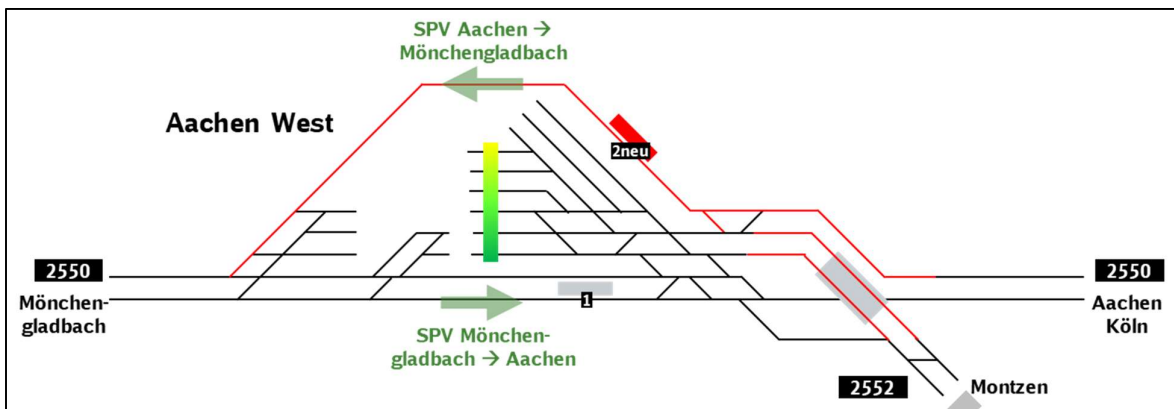 SPV Aachen →
Mönchengladbach
Aachen West
2neu
2550
Mönchen-
gladbach
1
SPV Mönchen-
gladbach → Aachen
2550
Aachen
Köln
2552
Montzen